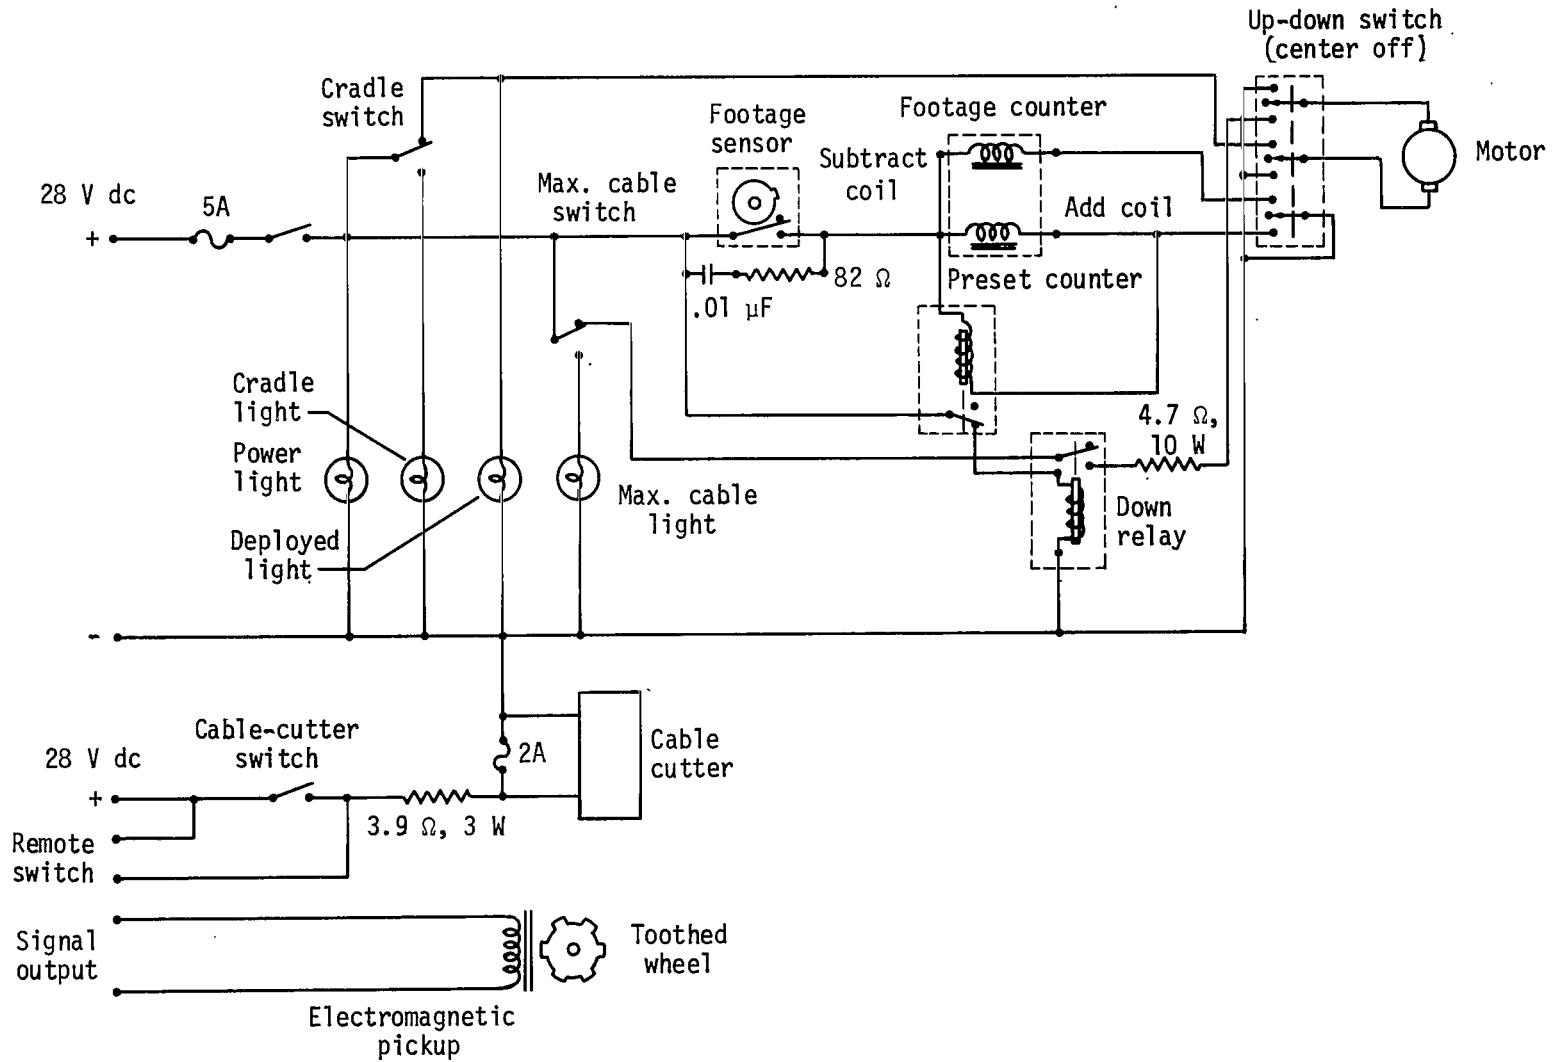 Up-down switch
(center off)
Cradle
switch
Footage
sensor
Footage counter
Subtract
coil
Motor
28 V dc
5A
Max. cable
switch
Add coil
+
82 Ω
Preset counter
.01 µF
Cradle
light
4.7 Ω,
10 W
Power
light
Max. cable
light
Down
relay
Deployed
light
-
Cable-cutter
switch
28 V dc
2A
Cable
cutter
+
3.9 Ω, 3 W
Remote
switch
Signal
output
Toothed
wheel
Electromagnetic
pickup